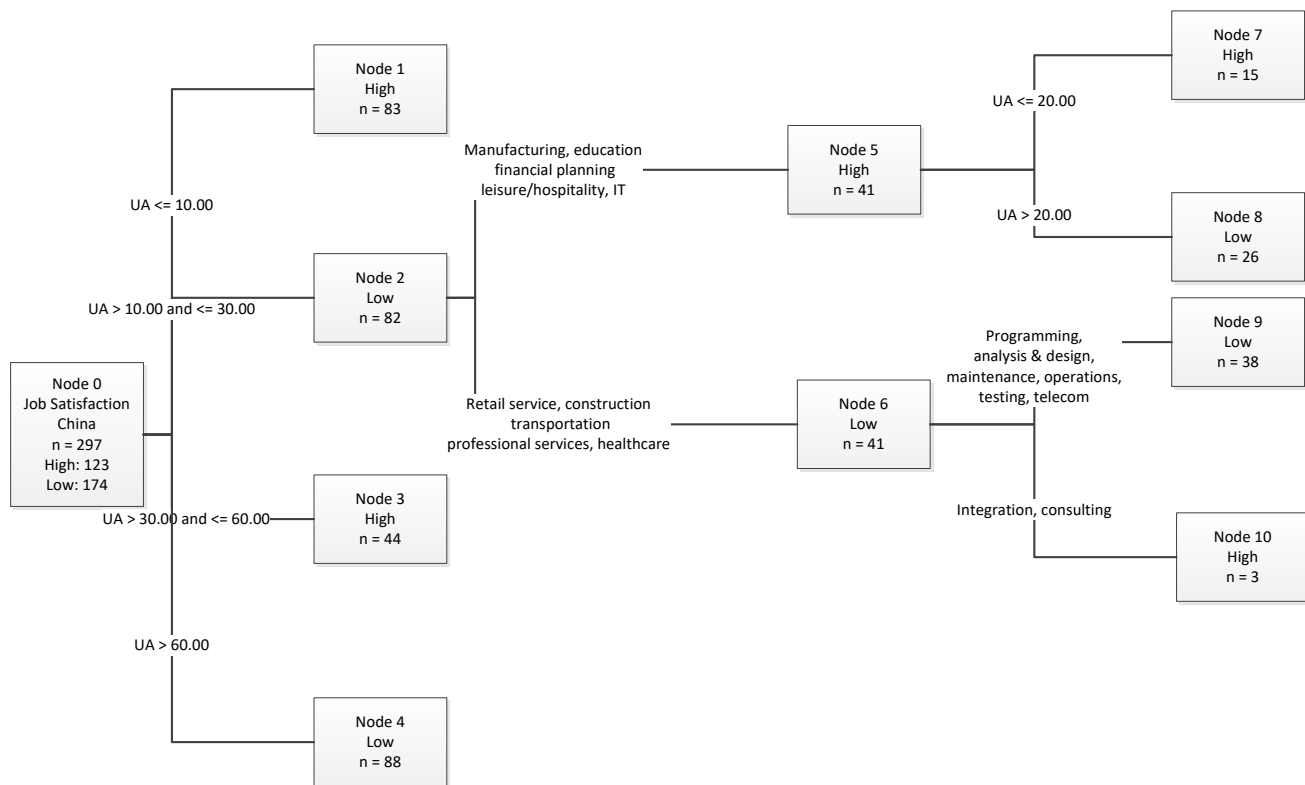 Node 0
Job Satisfaction
China
n = 297
High: 123
Low: 174
UA <= 10.00
UA > 10.00 and <= 30.00
UA > 30.00 and <= 60.00
UA > 60.00
Node 1
High
n = 83
Node 2
Low
n = 82
Node 3
High
n = 44
Node 4
Low
n = 88
Manufacturing, education
financial planning
leisure/hospitality, IT
Retail service, construction
transportation
professional services, healthcare
Node 5
High
n = 41
Node 6
Low
n = 41
UA <= 20.00
UA > 20.00
Programming,
analysis & design,
maintenance, operations,
testing, telecom
Integration, consulting
Node 7
High
n = 15
Node 8
Low
n = 26
Node 9
Low
n = 38
Node 10
High
n = 3